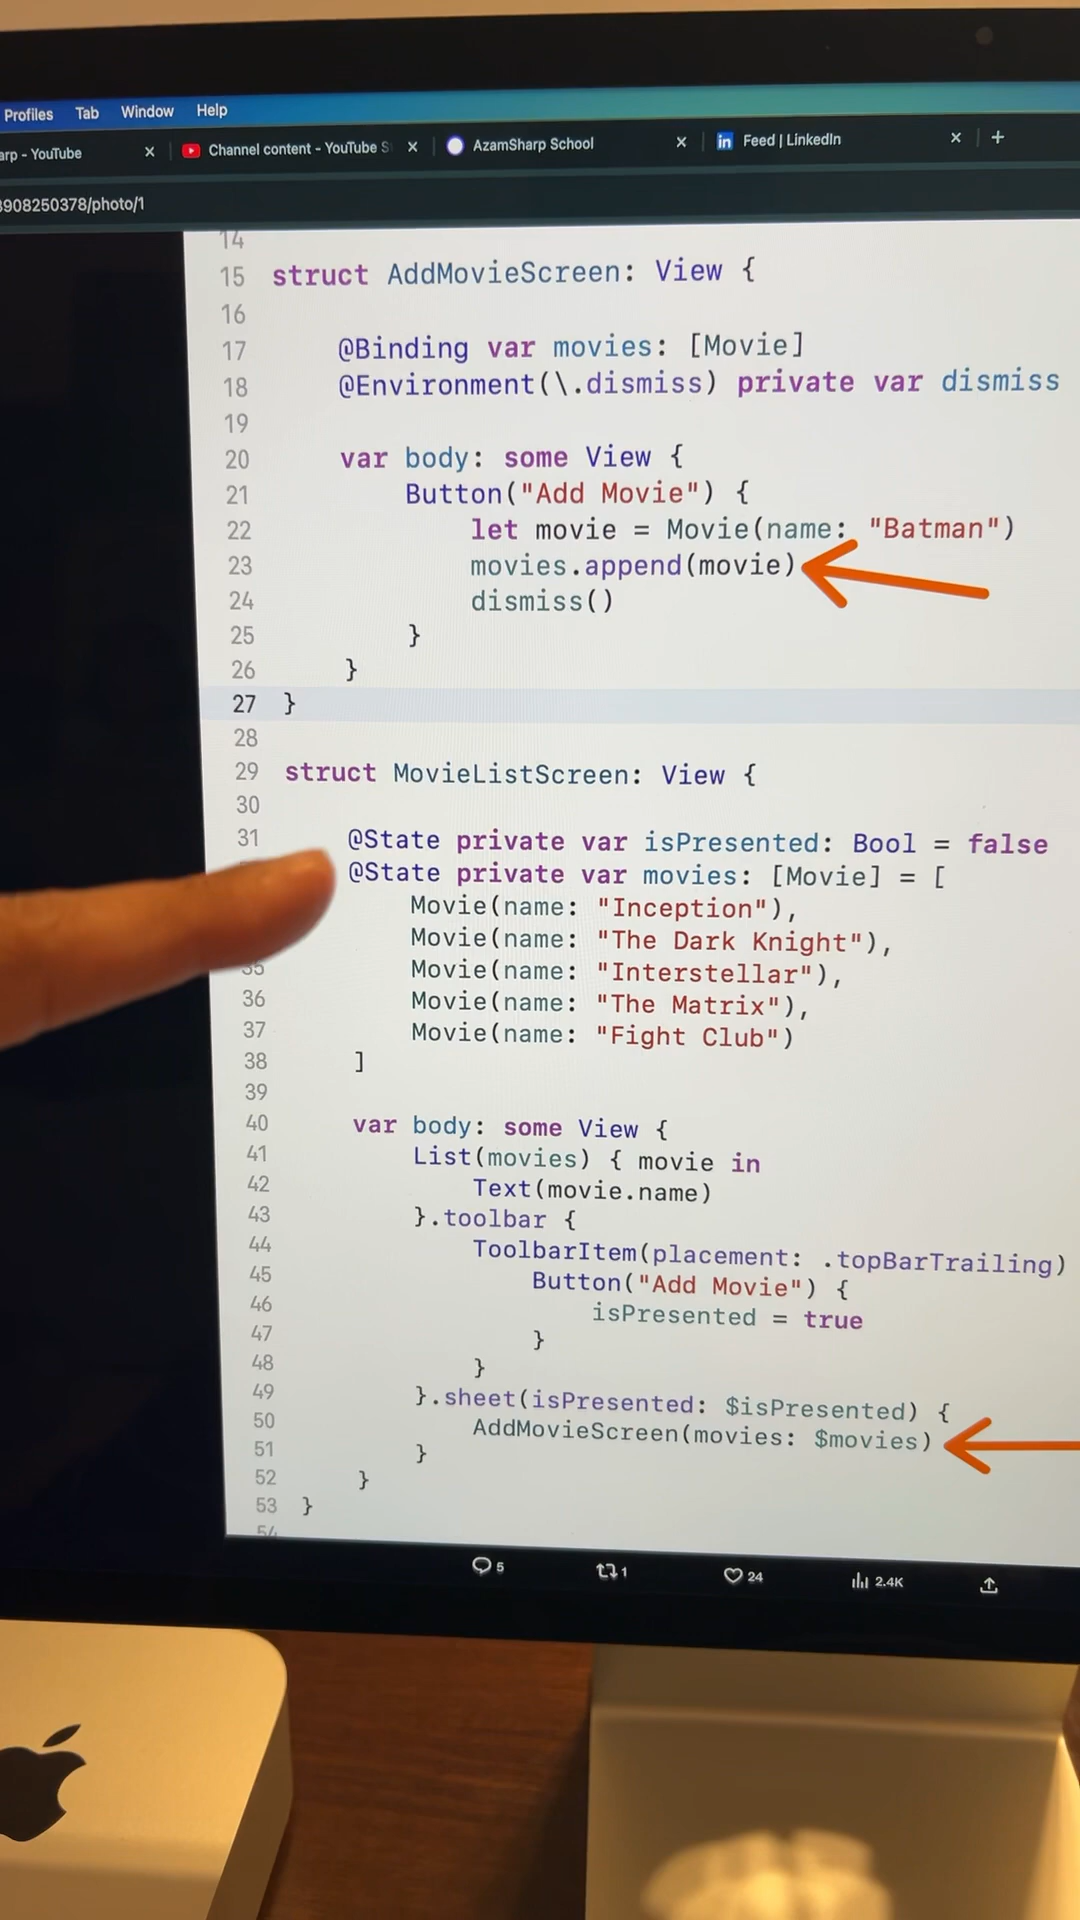 Profiles Tab Window Help
arp - YouTube × Channel content - YouTube S × AzamSharp School × in Feed | LinkedIn × +
908250378/photo/1
14
15 struct AddMovieScreen: View {
16
17 @Binding var movies: [Movie]
18 @Environment(\.dismiss) private var dismiss
19
20 var body: some View {
21 Button("Add Movie") {
22 let movie = Movie(name: "Batman")
23 movies.append(movie)
24 dismiss()
25 }
26 }
27 }
28
29 struct MovieListScreen: View {
30
31 @State private var isPresented: Bool = false
@State private var movies: [Movie] = [
Movie(name: "Inception"),
Movie(name: "The Dark Knight"),
35 Movie(name: "Interstellar"),
36 Movie(name: "The Matrix"),
37 Movie(name: "Fight Club")
38 ]
39
40 var body: some View {
41 List(movies) { movie in
42 Text(movie.name)
43 }.toolbar {
44 ToolbarItem(placement: .topBarTrailing)
45 Button("Add Movie") {
46 isPresented = true
47 }
48 }
49 }.sheet(isPresented: $isPresented) {
50 AddMovieScreen(movies: $movies)
51 }
52 }
53 }
54
5 1 24 2.4K